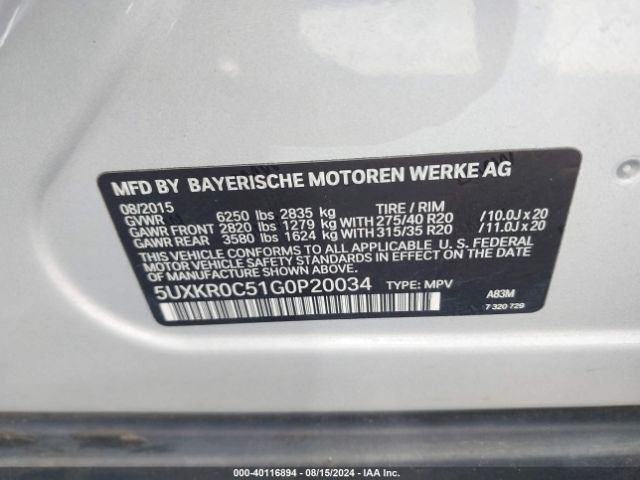 MFD BY BAYERISCHE MOTOREN WERKE AG
08/2015 TIRE / RIM
GVWR 6250 lbs 2835 kg
GAWR FRONT 2820 lbs 1279 kg WITH 275/40 R20 / 10.0J x 20
GAWR REAR 3580 lbs 1624 kg WITH 315/35 R20 / 11.0J x 20
THIS VEHICLE CONFORMS TO ALL APPLICABLE U. S. FEDERAL
MOTOR VEHICLE SAFETY STANDARDS IN EFFECT ON THE DATE
OF MANUFACTURE SHOWN ABOVE.
5UXKR0C51G0P20034 TYPE: MPV A83M
7 320 729
000-40116894 - 08/15/2024 - IAA Inc.